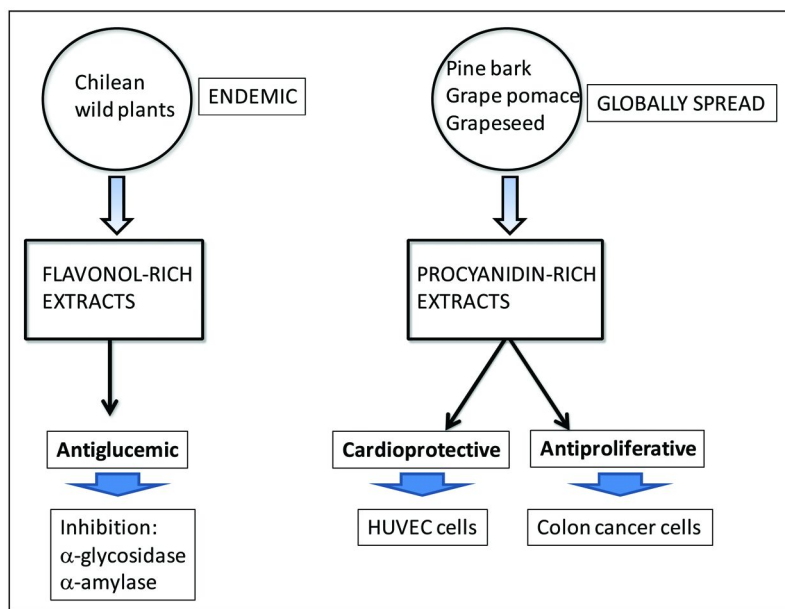 Chilean
wild plants
ENDEMIC
FLAVONOL-RICH
EXTRACTS
Antiglucemic
Inhibition:
α-glycosidase
α-amylase
Pine bark
Grape pomace
Grapeseed
GLOBALLY SPREAD
PROCYANIDIN-RICH
EXTRACTS
Cardioprotective
HUVEC cells
Antiproliferative
Colon cancer cells